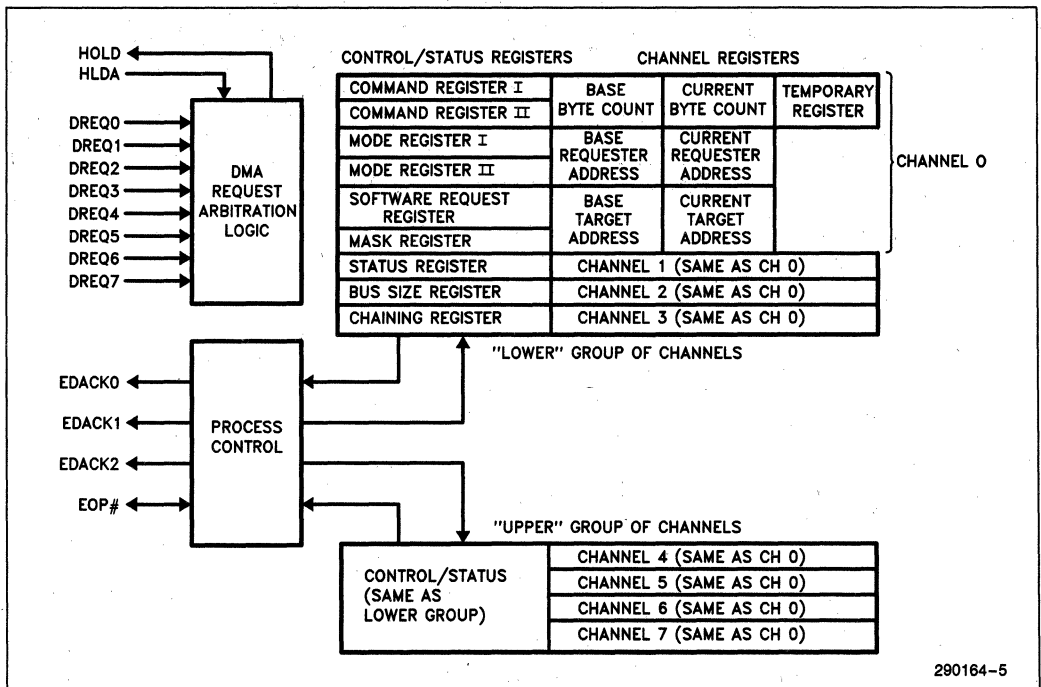 HOLD
HLDA
DREQ0
DREQ1
DREQ2
DREQ3
DREQ4
DREQ5
DREQ6
DREQ7
DMA
REQUEST
ARBITRATION
LOGIC
CONTROL/STATUS REGISTERS
CHANNEL REGISTERS
COMMAND REGISTER I
COMMAND REGISTER II
MODE REGISTER I
MODE REGISTER II
SOFTWARE REQUEST
REGISTER
MASK REGISTER
STATUS REGISTER
BUS SIZE REGISTER
CHAINING REGISTER
BASE
BYTE COUNT
CURRENT
BYTE COUNT
TEMPORARY
REGISTER
BASE
REQUESTER
ADDRESS
CURRENT
REQUESTER
ADDRESS
BASE
TARGET
ADDRESS
CURRENT
TARGET
ADDRESS
CHANNEL 0
CHANNEL 1 (SAME AS CH 0)
CHANNEL 2 (SAME AS CH 0)
CHANNEL 3 (SAME AS CH 0)
"LOWER" GROUP OF CHANNELS
EDACK0
EDACK1
EDACK2
EOP#
PROCESS
CONTROL
"UPPER" GROUP OF CHANNELS
CONTROL/STATUS
(SAME AS
LOWER GROUP)
CHANNEL 4 (SAME AS CH 0)
CHANNEL 5 (SAME AS CH 0)
CHANNEL 6 (SAME AS CH 0)
CHANNEL 7 (SAME AS CH 0)
290164-5